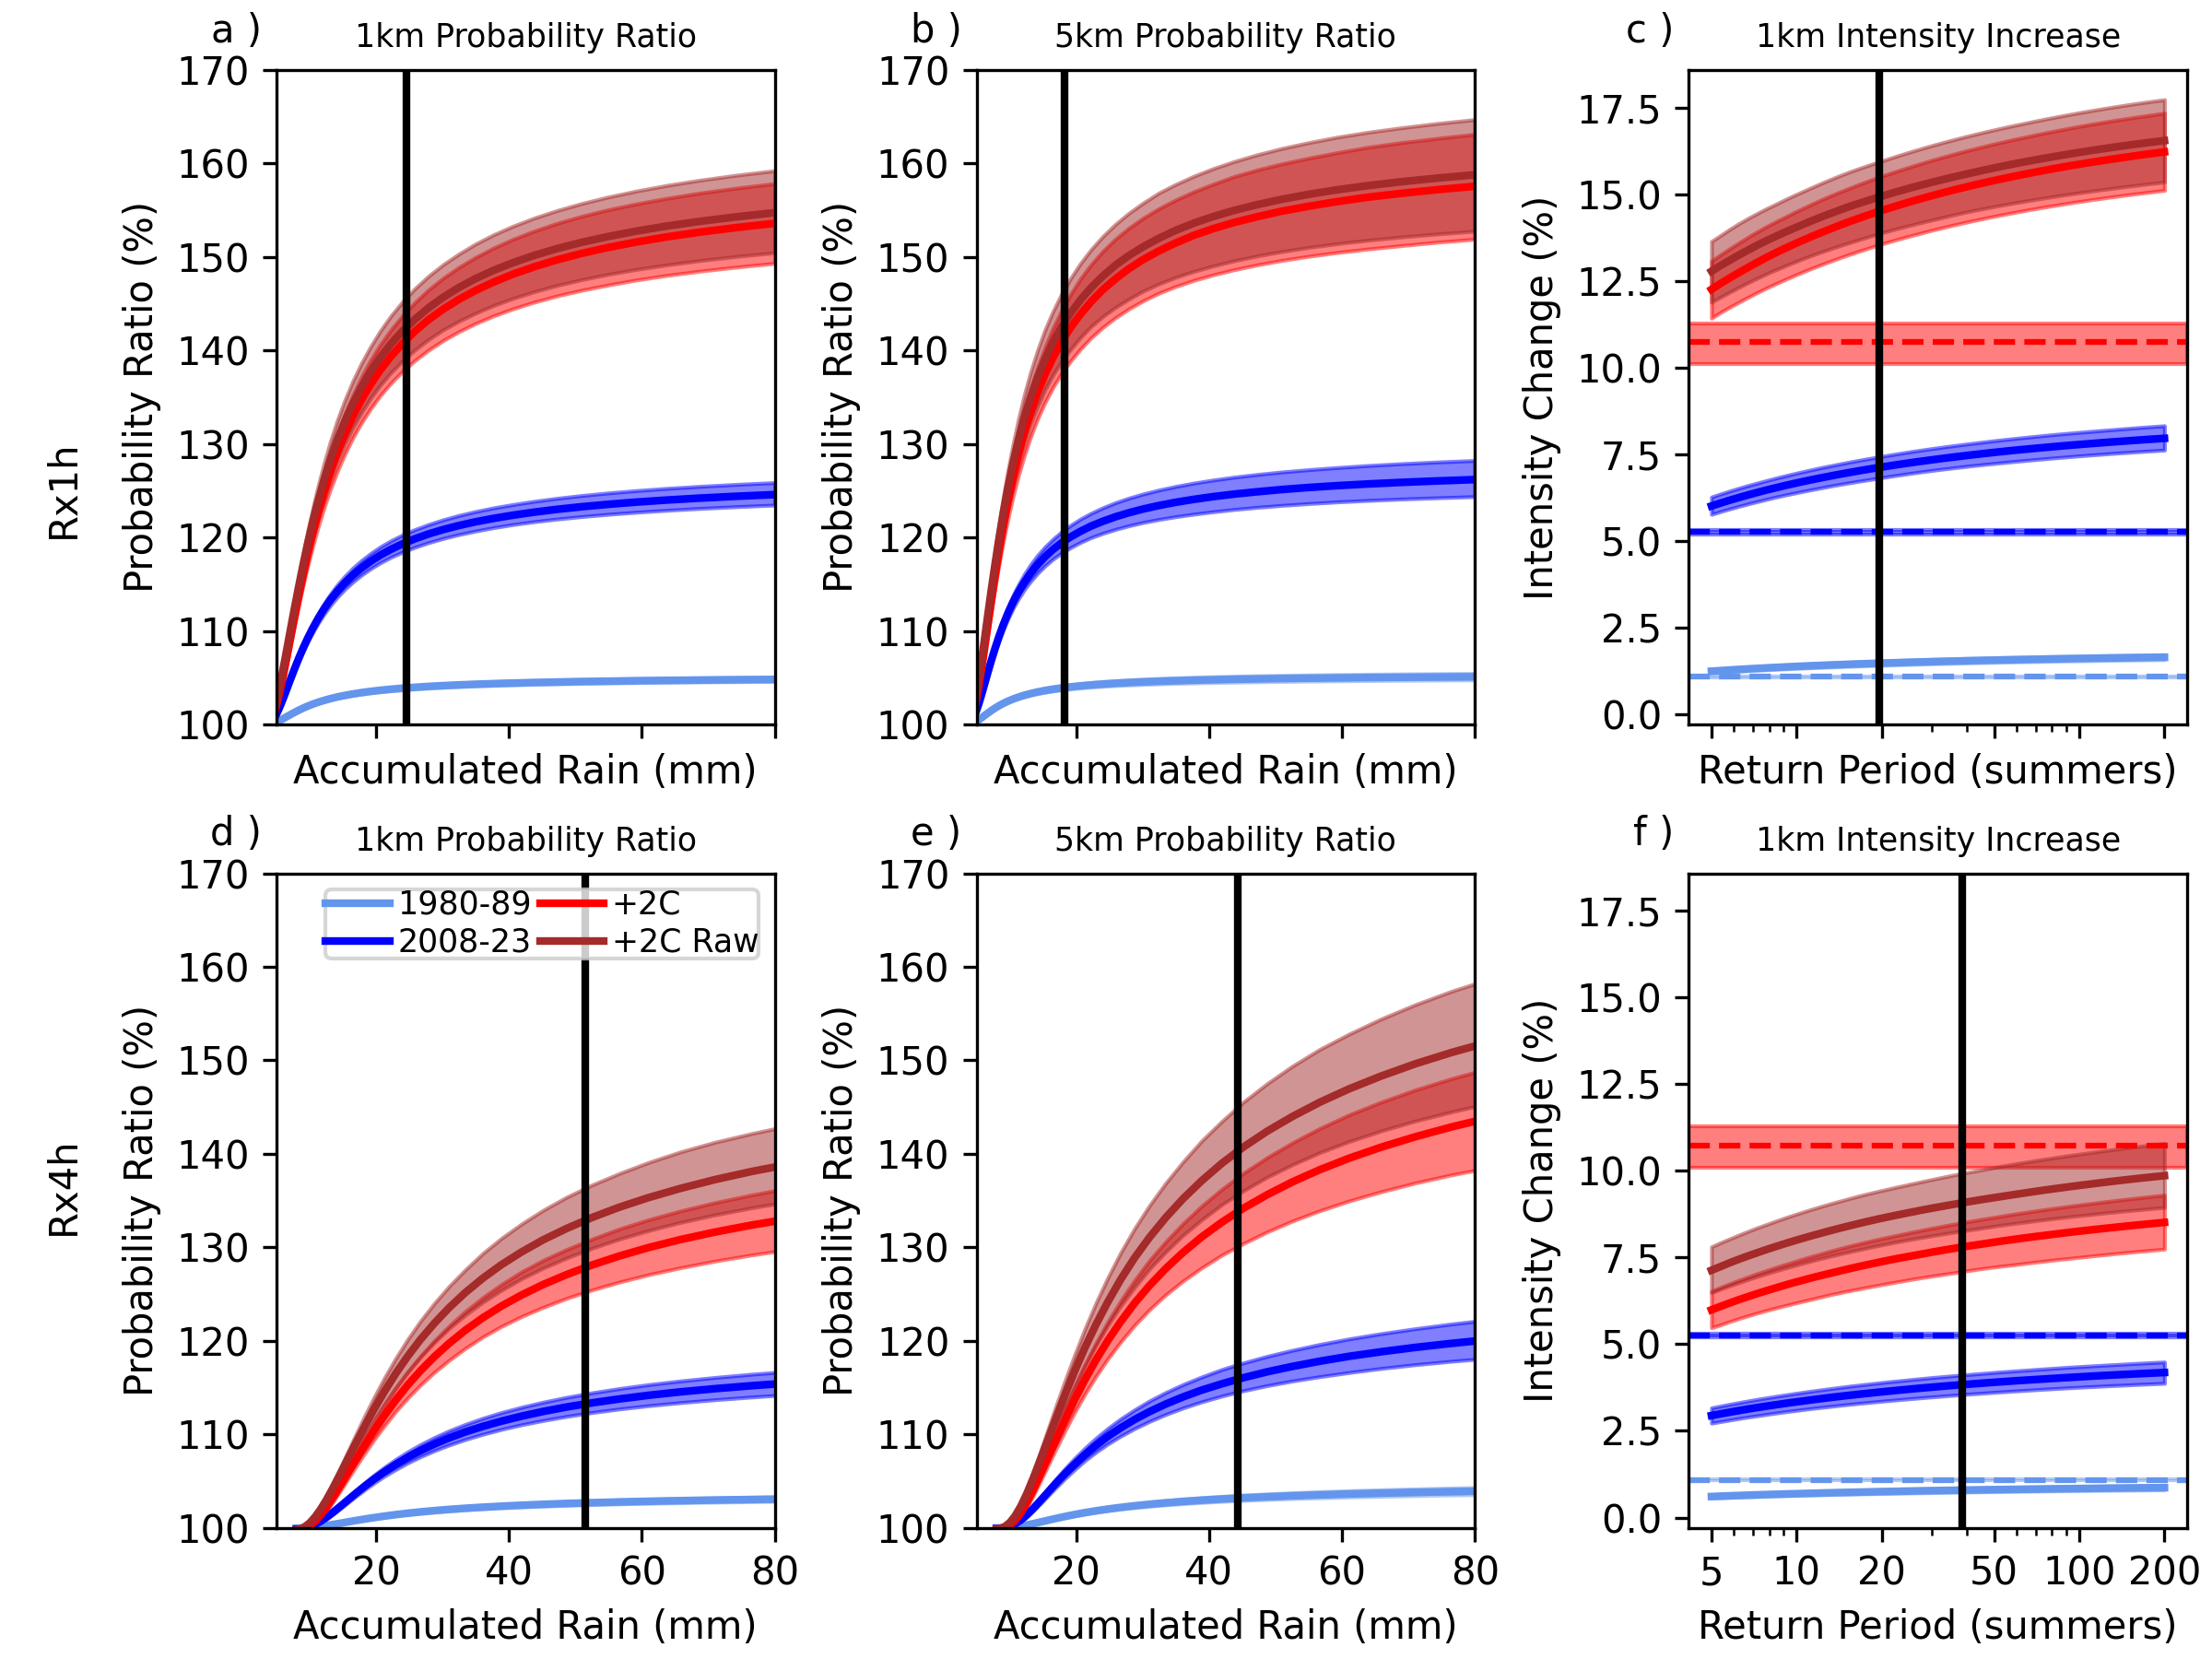 a )
1km Probability Ratio
b )
5km Probability Ratio
c )
1km Intensity Increase
Rx1h
Probability Ratio (%)
170
160
150
140
130
120
110
100
Accumulated Rain (mm)
Probability Ratio (%)
170
160
150
140
130
120
110
100
Accumulated Rain (mm)
Intensity Change (%)
17.5
15.0
12.5
10.0
7.5
5.0
2.5
0.0
Return Period (summers)
d )
1km Probability Ratio
e )
5km Probability Ratio
f )
1km Intensity Increase
Rx4h
Probability Ratio (%)
170
160
150
140
130
120
110
100
1980-89
2008-23
+2C
+2C Raw
20 40 60 80
Accumulated Rain (mm)
Probability Ratio (%)
170
160
150
140
130
120
110
100
20 40 60 80
Accumulated Rain (mm)
Intensity Change (%)
17.5
15.0
12.5
10.0
7.5
5.0
2.5
0.0
5 10 20 50 100 200
Return Period (summers)